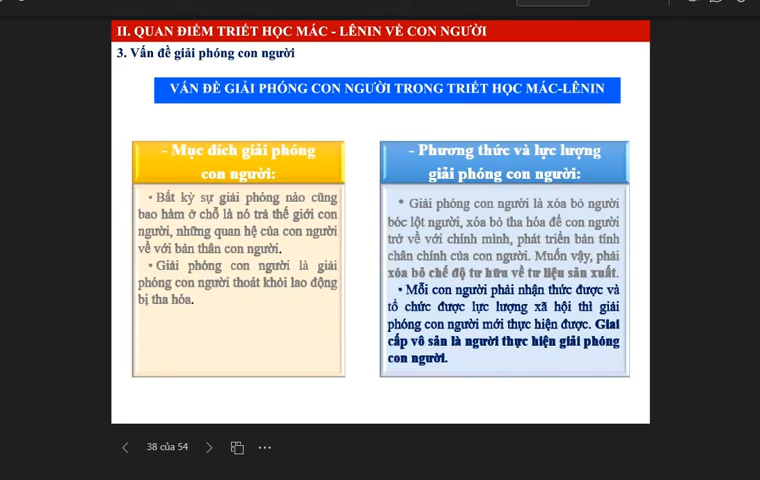 II. QUAN ĐIỂM TRIẾT HỌC MÁC - LÊNIN VỀ CON NGƯỜI
3. Vấn đề giải phóng con người
VẤN ĐỀ GIẢI PHÓNG CON NGƯỜI TRONG TRIẾT HỌC MÁC-LÊNIN
- Mục đích giải phóng
con người:
• Bất kỳ sự giải phóng nào cũng
bao hàm ở chỗ là nó trả thế giới con
người, những quan hệ của con người
về với bản thân con người.
• Giải phóng con người là giải
phóng con người thoát khỏi lao động
bị tha hóa.
- Phương thức và lực lượng
giải phóng con người:
* Giải phóng con người là xóa bỏ người
bóc lột người, xóa bỏ tha hóa để con người
trở về với chính mình, phát triển bản tính
chân chính của con người. Muốn vậy, phải
xóa bỏ chế độ tư hữu về tư liệu sản xuất.
• Mỗi con người phải nhận thức được và
tổ chức được lực lượng xã hội thì giải
phóng con người mới thực hiện được. Giai
cấp vô sản là người thực hiện giải phóng
con người.
38 của 54